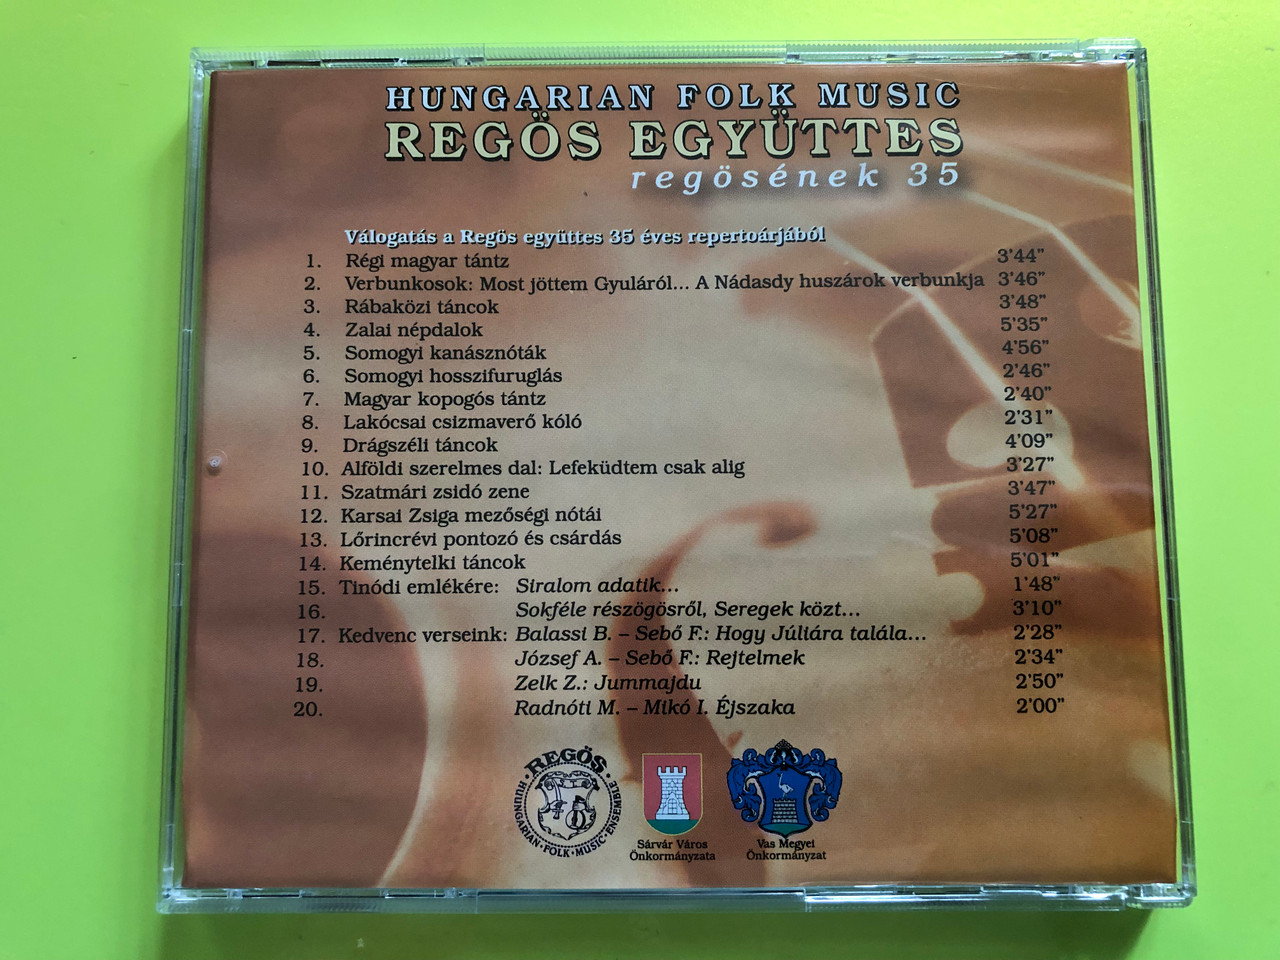 HUNGARIAN FOLK MUSIC
REGÖS EGYÜTTES
regösének 35
Válogatás a Regös együttes 35 éves repertoárjából
1. Régi magyar tántz 3'44"
2. Verbunkosok: Most jöttem Gyuláról... A Nádasdy huszárok verbunkja 3'46"
3. Rábaközi táncok 3'48"
4. Zalai népdalok 5'35"
5. Somogyi kanásznóták 4'56"
6. Somogyi hosszifuruglás 2'46"
7. Magyar kopogós tántz 2'40"
8. Lakócsai csizmaverő kóló 2'31"
9. Drágszéli táncok 4'09"
10. Alföldi szerelmes dal: Lefeküdtem csak alig 3'27"
11. Szatmári zsidó zene 3'47"
12. Karsai Zsiga mezőségi nótái 5'27"
13. Lőrincrévi pontozó és csárdás 5'08"
14. Keménytelki táncok 5'01"
15. Tinódi emlékére: Siralom adatik... 1'48"
16. Sokféle részögösről, Seregek közt... 3'10"
17. Kedvenc verseink: Balassi B. – Sebő F.: Hogy Júliára talála... 2'28"
18. József A. – Sebő F.: Rejtelmek 2'34"
19. Zelk Z.: Jummajdu 2'50"
20. Radnóti M. – Mikó I. Éjszaka 2'00"
REGÖS
HUNGARIAN • FOLK • MUSIC • ENSEMBLE
Sárvár Város
Önkormányzata
Vas Megyei
Önkormányzat